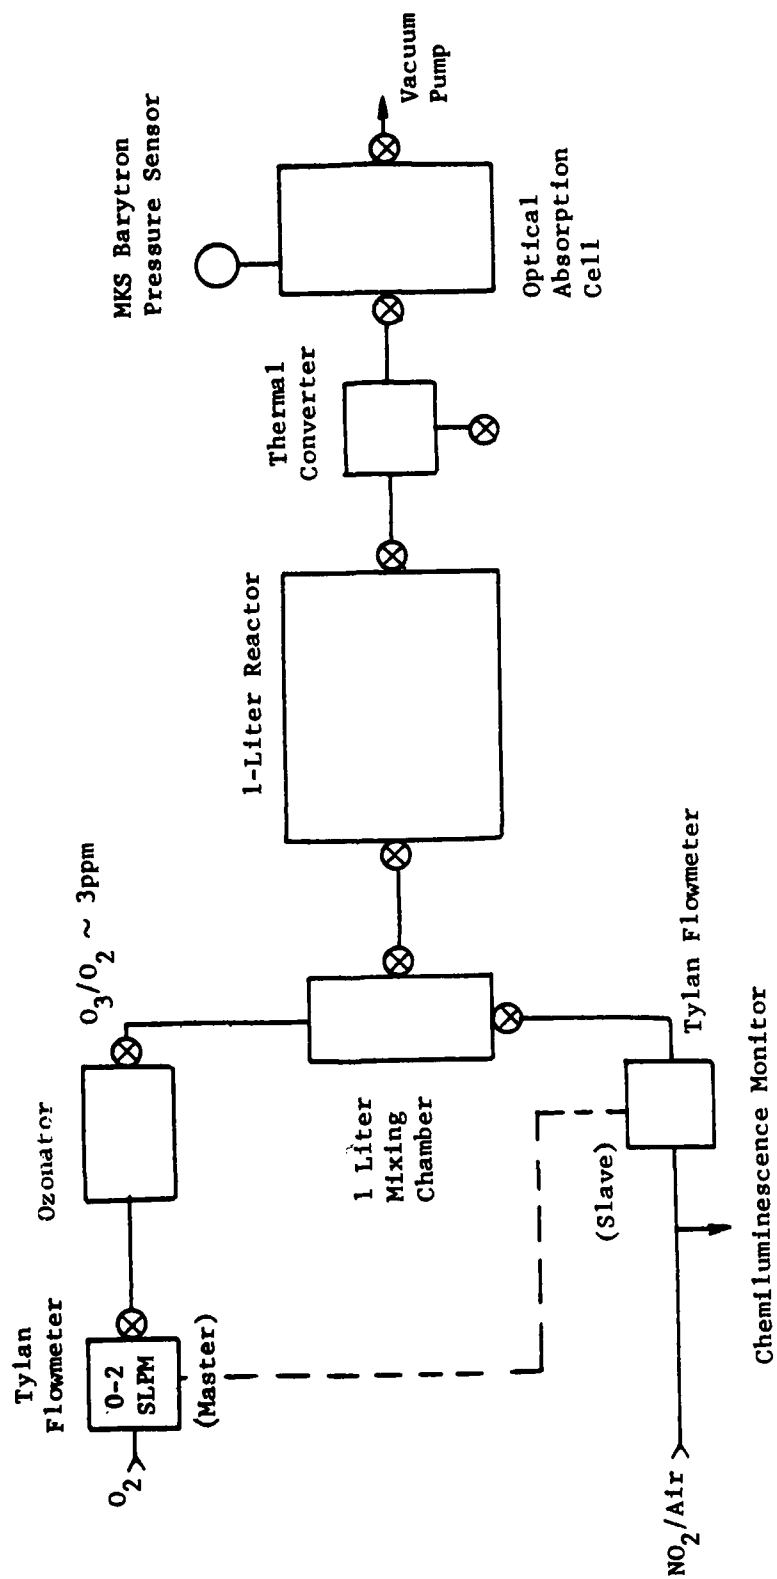 MKS Barytron
Pressure Sensor
Vacuum
Pump
Optical
Absorption
Cell
Thermal
Converter
1-Liter Reactor
O3/O2 ~ 3ppm
Ozonator
1 Liter
Mixing
Chamber
Tylan
Flowmeter
0-2
SLPM
(Master)
O2
Tylan Flowmeter
(Slave)
Chemiluminescence Monitor
NO2/Air